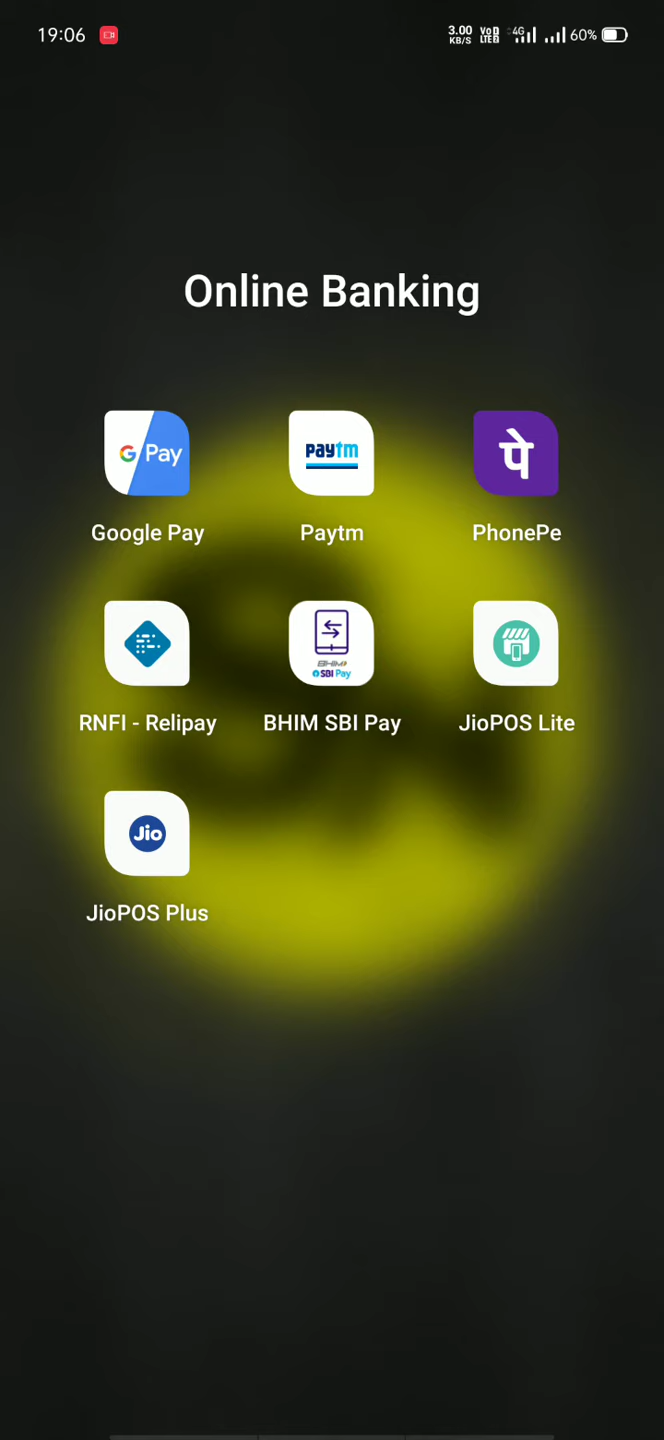 19:06
3.00
KB/S
Vo
LTE 2
4G
60%
Online Banking
G Pay
paytm
पे
Google Pay
Paytm
PhonePe
BHIM
SBI Pay
RNFI - Relipay
BHIM SBI Pay
JioPOS Lite
Jio
JioPOS Plus